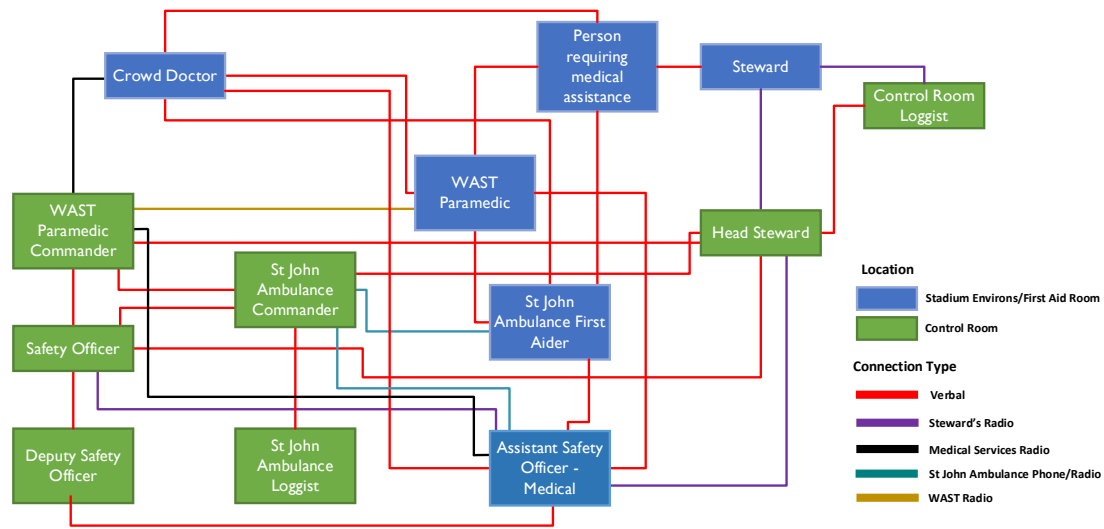 Crowd Doctor
Person
requiring
medical
assistance
Steward
Control Room
Loggist
WAST
Paramedic
WAST
Paramedic
Commander
Head Steward
St John
Ambulance
Commander
St John
Ambulance First
Aider
Safety Officer
Deputy Safety
Officer
St John
Ambulance
Loggist
Assistant Safety
Officer -
Medical
Location
Stadium Environs/First Aid Room
Control Room
Connection Type
Verbal
Steward's Radio
Medical Services Radio
St John Ambulance Phone/Radio
WAST Radio